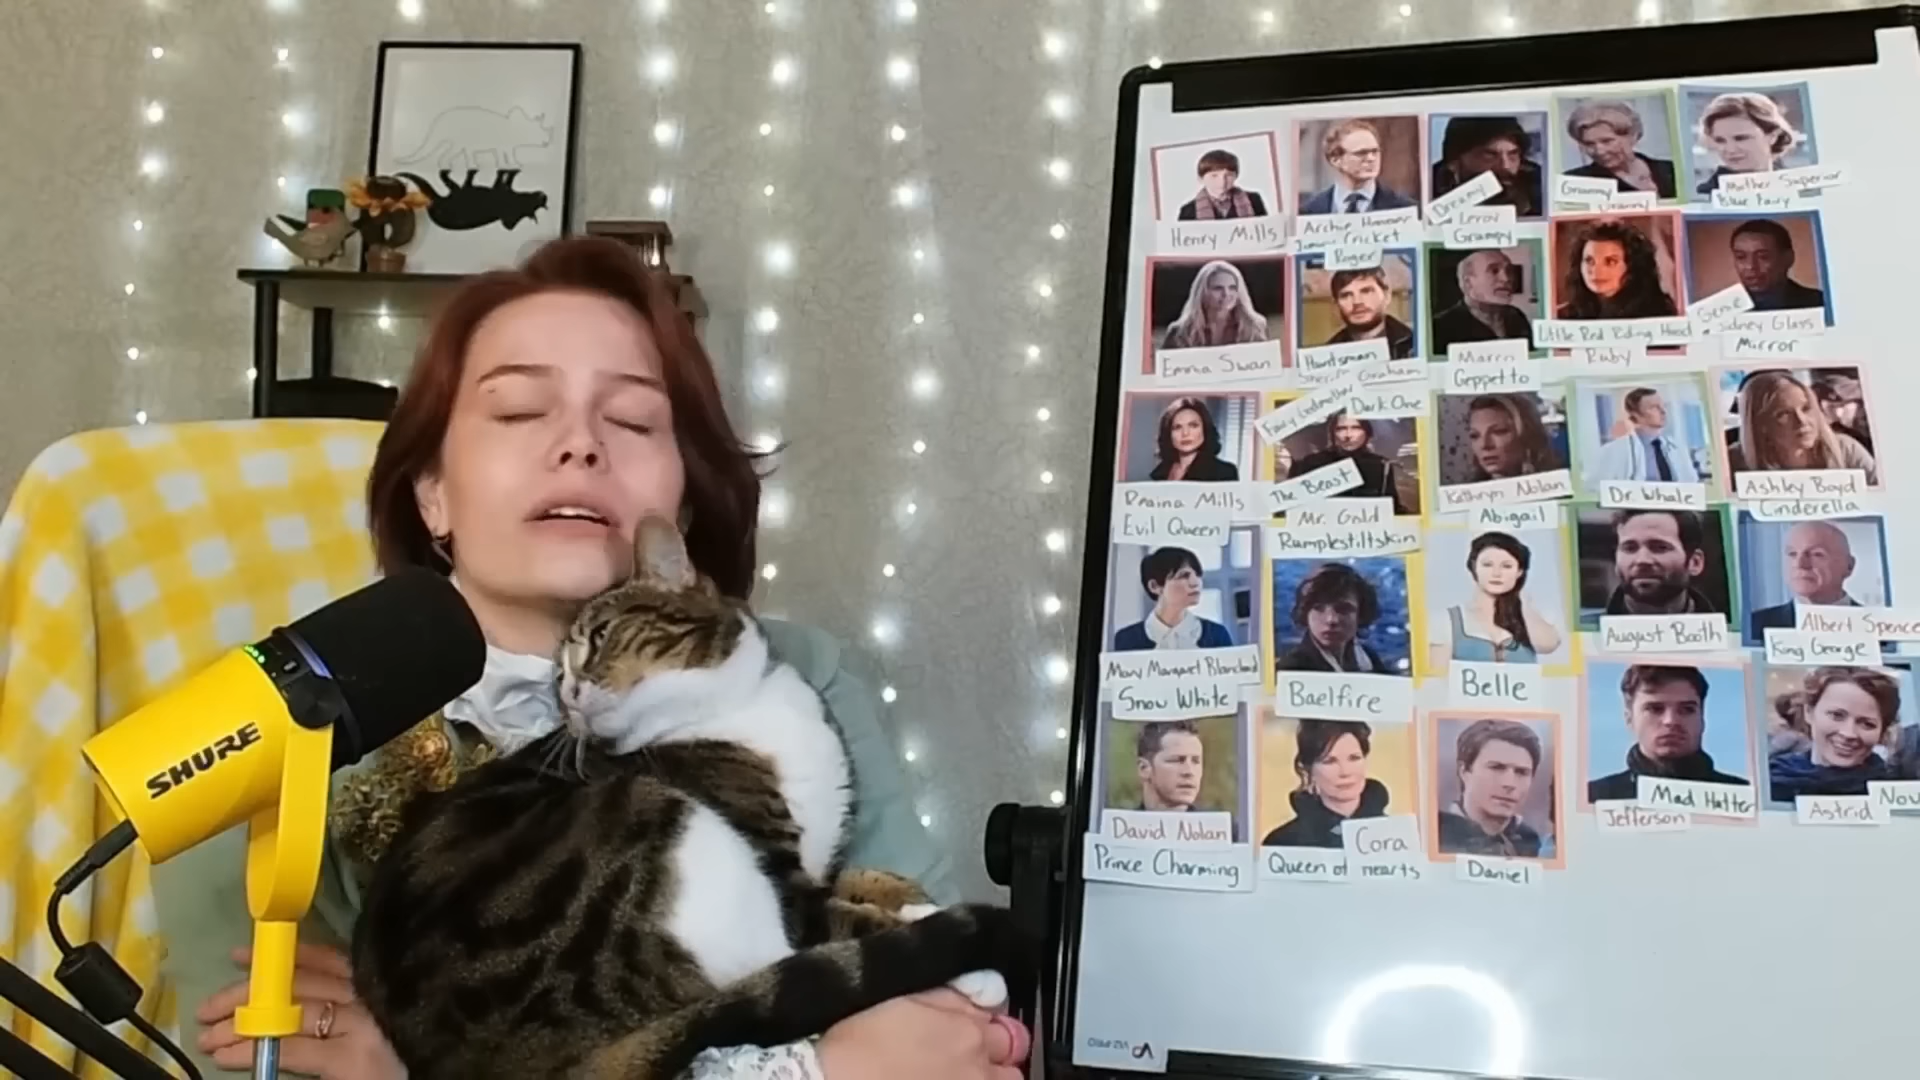 SHURE
Henry Mills
Archie Hopper
Jiminy Cricket
Dreamy
Leroy
Grumpy
Granny
Granny
Mother Superior
Blue Fairy
Emma Swan
Roger
Huntsman
Sheriff Graham
Marco
Geppetto
Little Red Riding Hood
Ruby
Genie
Sidney Glass
Mirror
Regina Mills
Evil Queen
Fairy Godmother
Dark One
The Beast
Mr. Gold
Rumplestiltskin
Kathryn Nolan
Abigail
Dr. Whale
Ashley Boyd
Cinderella
Mary Margaret Blanchard
Snow White
Baelfire
Belle
August Booth
Albert Spence
King George
David Nolan
Prince Charming
Cora
Queen of Hearts
Daniel
Mad Hatter
Jefferson
Astrid
Nov